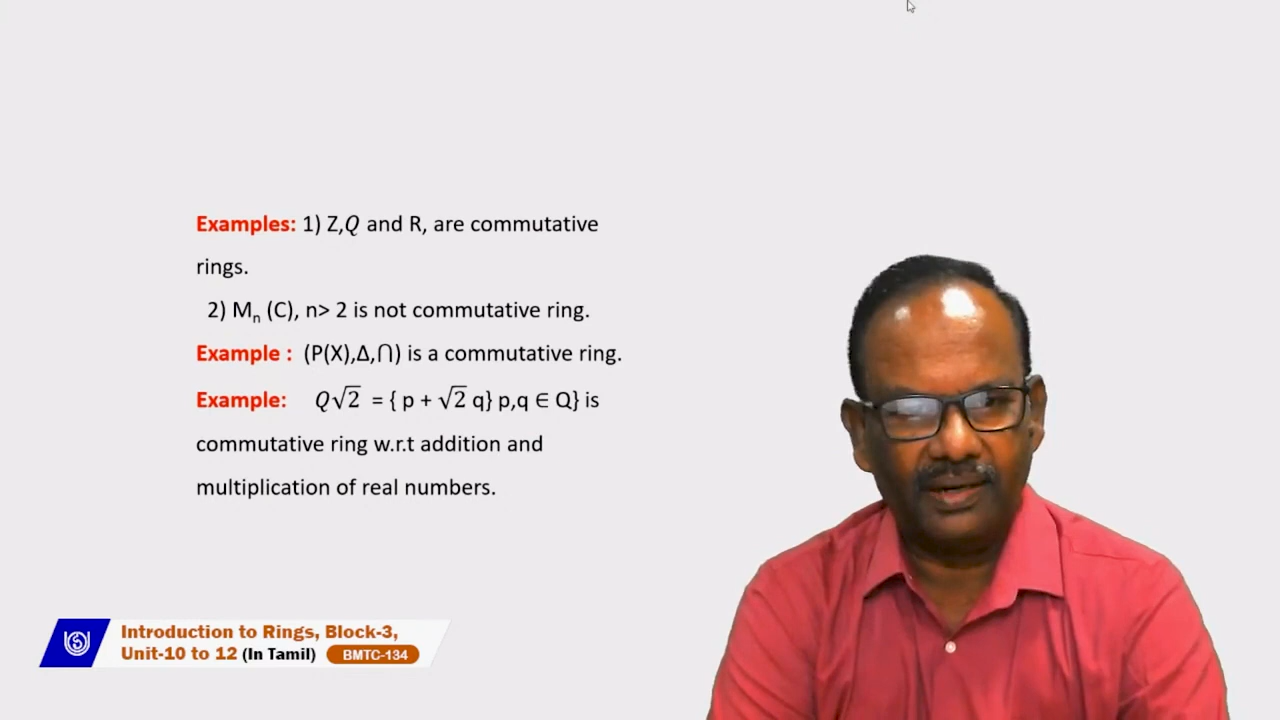 Examples: 1) Z,Q and R, are commutative
rings.
2) Mn (C), n> 2 is not commutative ring.
Example : (P(X),Δ,⋂) is a commutative ring.
Example: Q√2 = { p + √2 q} p,q ∈ Q} is
commutative ring w.r.t addition and
multiplication of real numbers.
Introduction to Rings, Block-3,
Unit-10 to 12 (In Tamil) BMTC-134